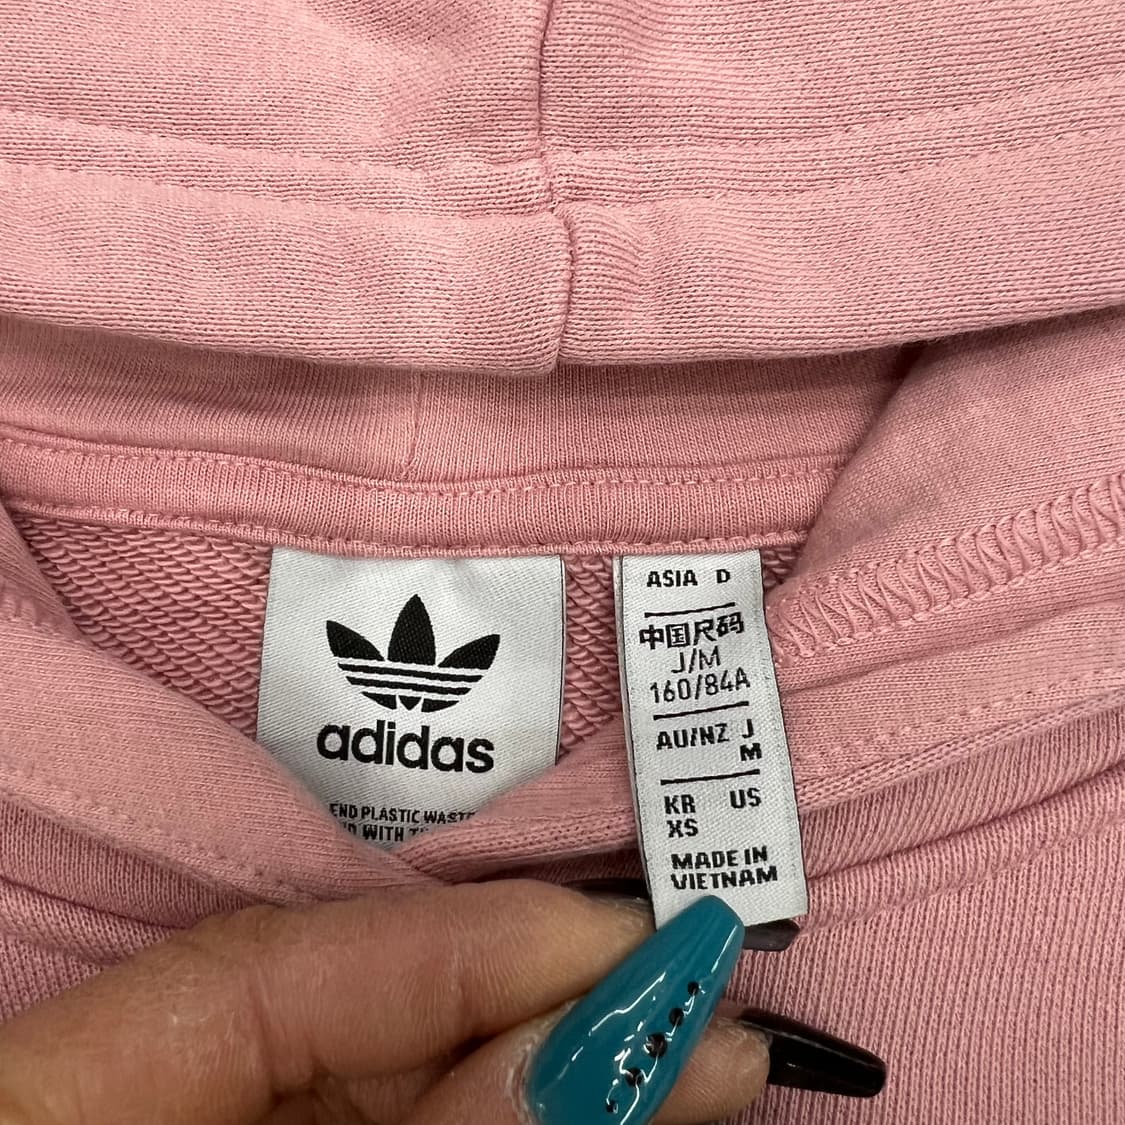 adidas
END PLASTIC WASTE
WITH
ASIA D
中国尺码
J/M
160/84A
AU/NZ J
M
KR US
XS
MADE IN
VIETNAM